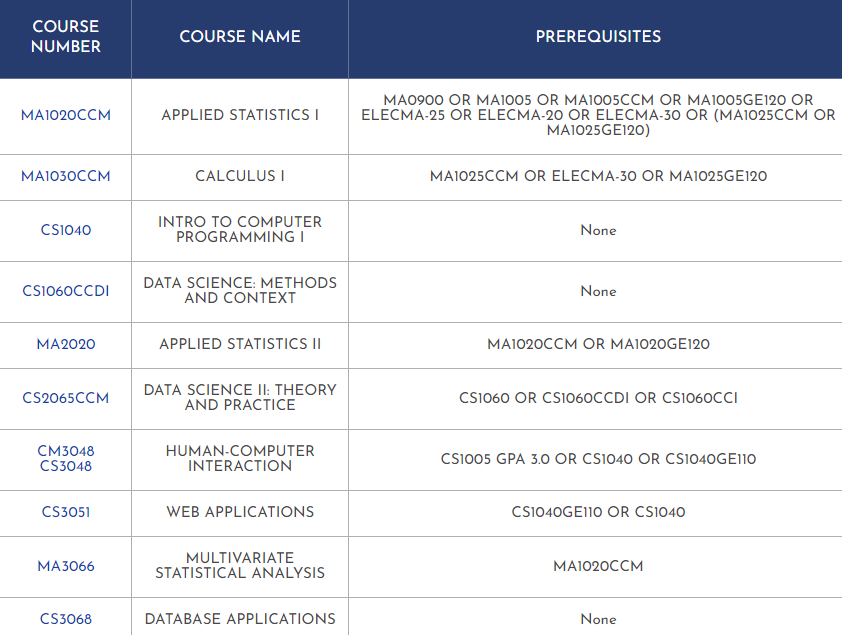 COURSE
NUMBER
COURSE NAME
PREREQUISITES
MA1020CCM
APPLIED STATISTICS I
MA0900 OR MA1005 OR MA1005CCM OR MA1005GE120 OR
ELECMA-25 OR ELECMA-20 OR ELECMA-30 OR (MA1025CCM OR
MA1025GE120)
MA1030CCM
CALCULUS I
MA1025CCM OR ELECMA-30 OR MA1025GE120
CS1040
INTRO TO COMPUTER
PROGRAMMING I
None
CS1060CCDI
DATA SCIENCE: METHODS
AND CONTEXT
None
MA2020
APPLIED STATISTICS II
MA1020CCM OR MA1020GE120
CS2065CCM
DATA SCIENCE II: THEORY
AND PRACTICE
CS1060 OR CS1060CCDI OR CS1060CCI
CM3048
CS3048
HUMAN-COMPUTER
INTERACTION
CS1005 GPA 3.0 OR CS1040 OR CS1040GE110
CS3051
WEB APPLICATIONS
CS1040GE110 OR CS1040
MA3066
MULTIVARIATE
STATISTICAL ANALYSIS
MA1020CCM
CS3068
DATABASE APPLICATIONS
None